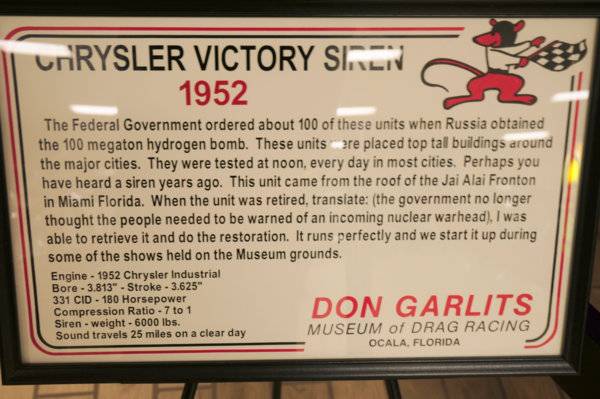 CHRYSLER VICTORY SIREN
1952
The Federal Government ordered about 100 of these units when Russia obtained
the 100 megaton hydrogen bomb. These units were placed top tall buildings around
the major cities. They were tested at noon, every day in most cities. Perhaps you
have heard a siren years ago. This unit came from the roof of the Jai Alai Fronton
in Miami Florida. When the unit was retired, translate: (the government no longer
thought the people needed to be warned of an incoming nuclear warhead), I was
able to retrieve it and do the restoration. It runs perfectly and we start it up during
some of the shows held on the Museum grounds.
Engine - 1952 Chrysler Industrial
Bore - 3.813" - Stroke - 3.625"
331 CID - 180 Horsepower
Compression Ratio - 7 to 1
Siren - weight - 6000 lbs.
Sound travels 25 miles on a clear day
DON GARLITS
MUSEUM of DRAG RACING
OCALA, FLORIDA